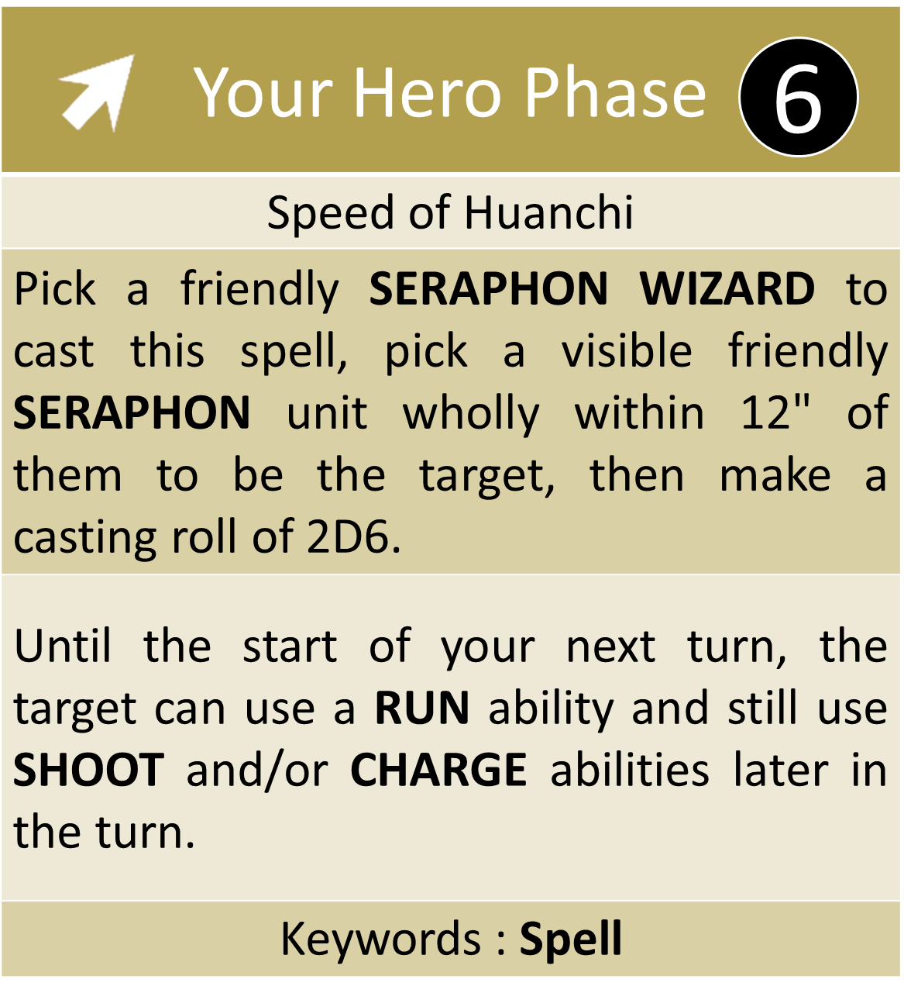 Your Hero Phase 6
Speed of Huanchi
Pick a friendly SERAPHON WIZARD to
cast this spell, pick a visible friendly
SERAPHON unit wholly within 12" of
them to be the target, then make a
casting roll of 2D6.
Until the start of your next turn, the
target can use a RUN ability and still use
SHOOT and/or CHARGE abilities later in
the turn.
Keywords : Spell